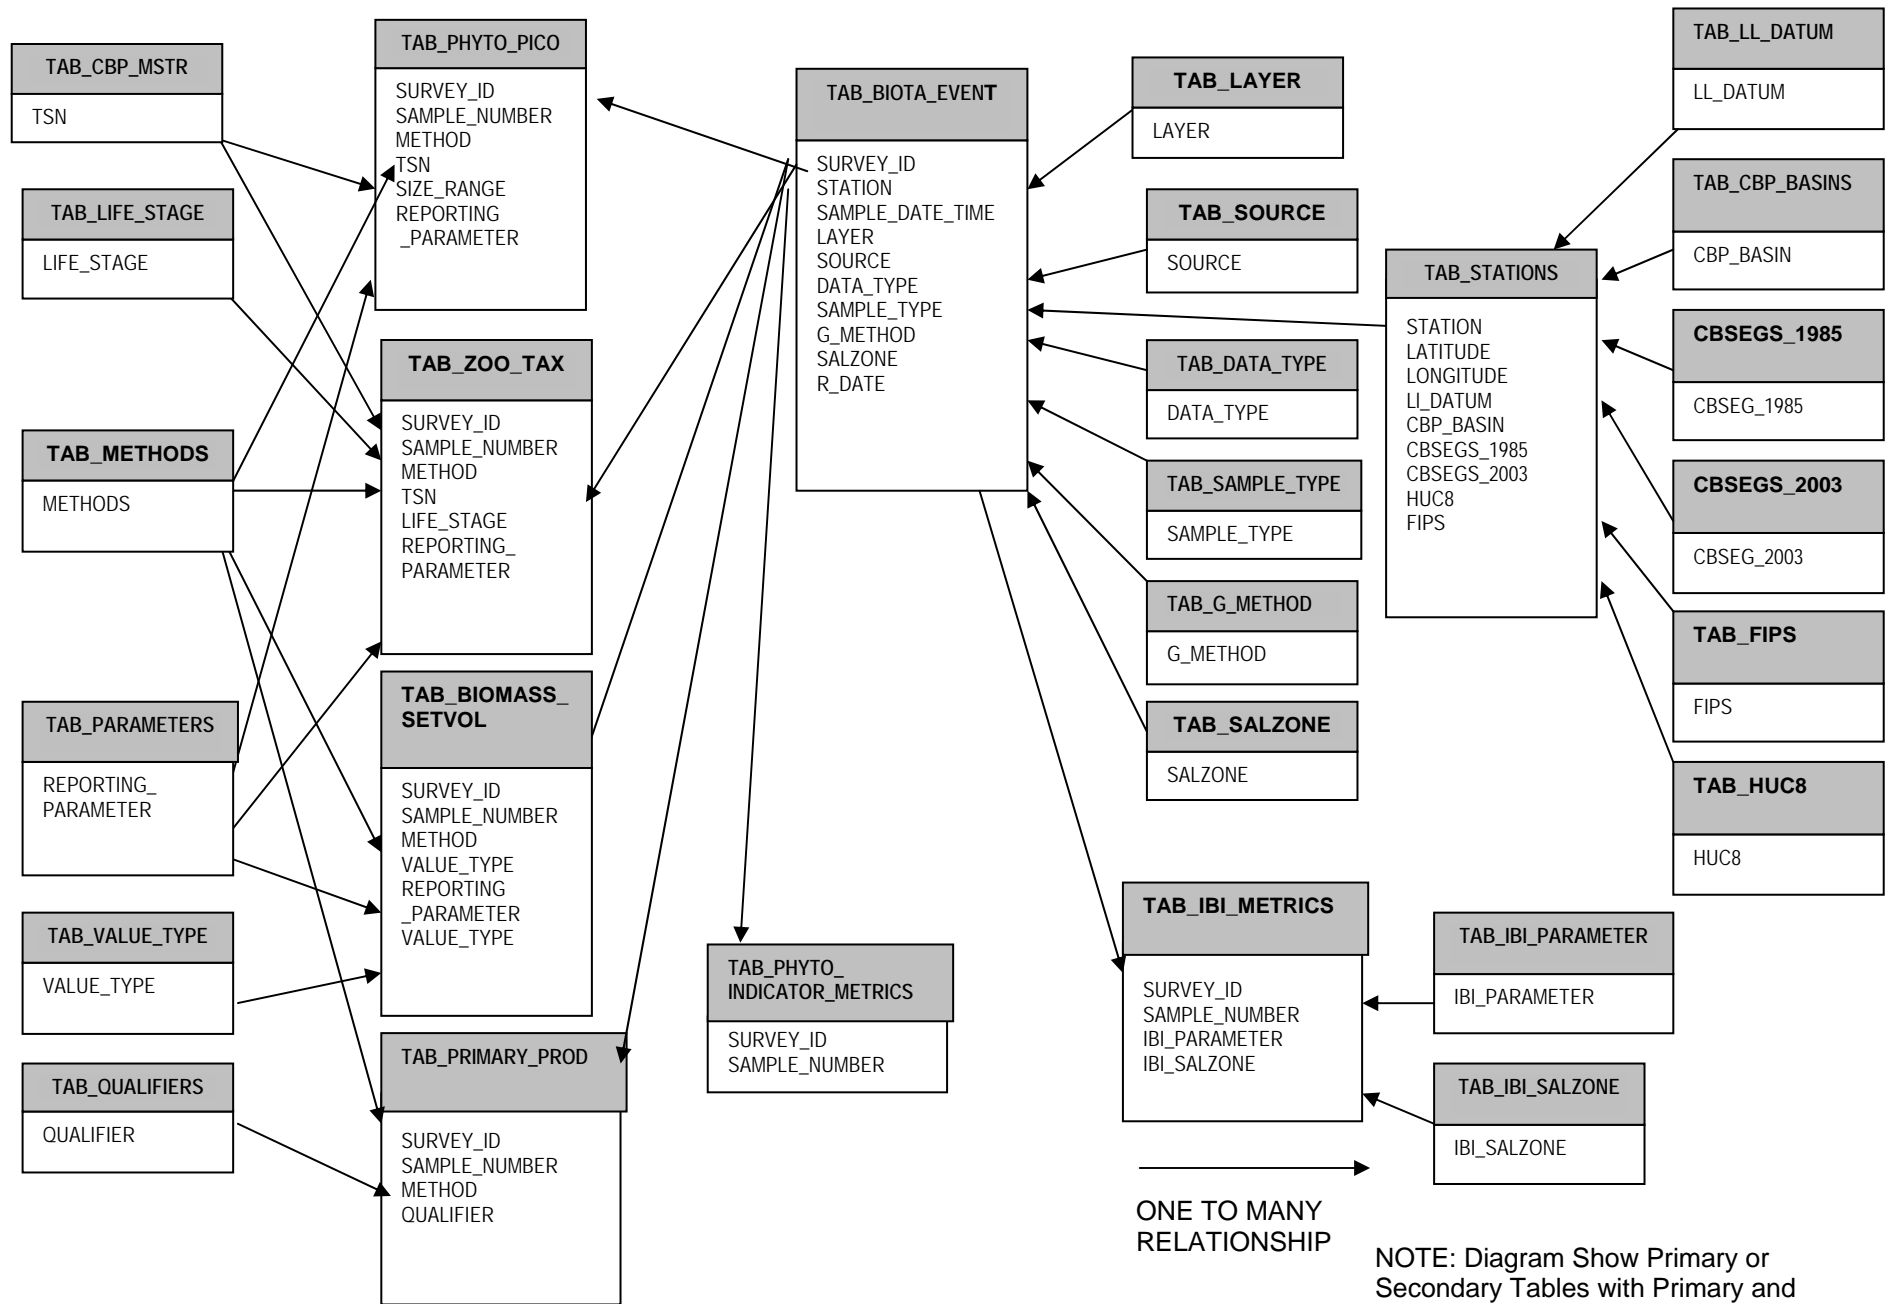 TAB_CBP_MSTR
TSN
TAB_LIFE_STAGE
LIFE_STAGE
TAB_METHODS
METHODS
TAB_PARAMETERS
REPORTING_
PARAMETER
TAB_VALUE_TYPE
VALUE_TYPE
TAB_QUALIFIERS
QUALIFIER
TAB_PHYTO_PICO
SURVEY_ID
SAMPLE_NUMBER
METHOD
TSN
SIZE_RANGE
REPORTING
_PARAMETER
TAB_ZOO_TAX
SURVEY_ID
SAMPLE_NUMBER
METHOD
TSN
LIFE_STAGE
REPORTING_
PARAMETER
TAB_BIOMASS_
SETVOL
SURVEY_ID
SAMPLE_NUMBER
METHOD
VALUE_TYPE
REPORTING
_PARAMETER
VALUE_TYPE
TAB_PRIMARY_PROD
SURVEY_ID
SAMPLE_NUMBER
METHOD
QUALIFIER
TAB_BIOTA_EVENT
SURVEY_ID
STATION
SAMPLE_DATE_TIME
LAYER
SOURCE
DATA_TYPE
SAMPLE_TYPE
G_METHOD
SALZONE
R_DATE
TAB_PHYTO_
INDICATOR_METRICS
SURVEY_ID
SAMPLE_NUMBER
TAB_LAYER
LAYER
TAB_SOURCE
SOURCE
TAB_DATA_TYPE
DATA_TYPE
TAB_SAMPLE_TYPE
SAMPLE_TYPE
TAB_G_METHOD
G_METHOD
TAB_SALZONE
SALZONE
TAB_IBI_METRICS
SURVEY_ID
SAMPLE_NUMBER
IBI_PARAMETER
IBI_SALZONE
TAB_STATIONS
STATION
LATITUDE
LONGITUDE
LI_DATUM
CBP_BASIN
CBSEGS_1985
CBSEGS_2003
HUC8
FIPS
TAB_LL_DATUM
LL_DATUM
TAB_CBP_BASINS
CBP_BASIN
CBSEGS_1985
CBSEG_1985
CBSEGS_2003
CBSEG_2003
TAB_FIPS
FIPS
TAB_HUC8
HUC8
TAB_IBI_PARAMETER
IBI_PARAMETER
TAB_IBI_SALZONE
IBI_SALZONE
ONE TO MANY
RELATIONSHIP
NOTE: Diagram Show Primary or
Secondary Tables with Primary and